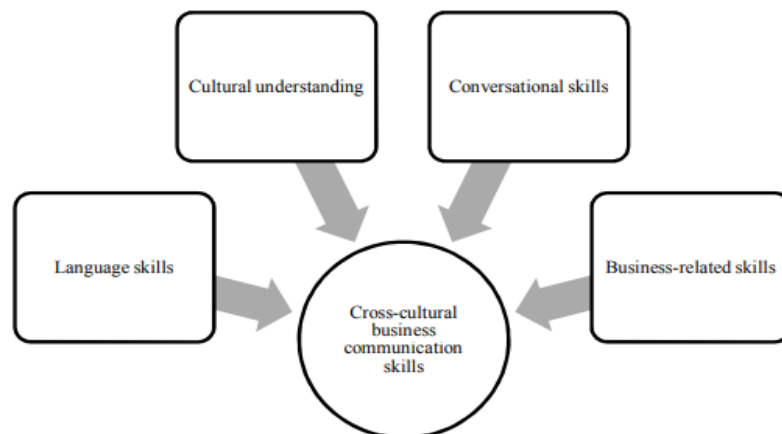 Cultural understanding
Conversational skills
Language skills
Business-related skills
Cross-cultural
business
communication
skills